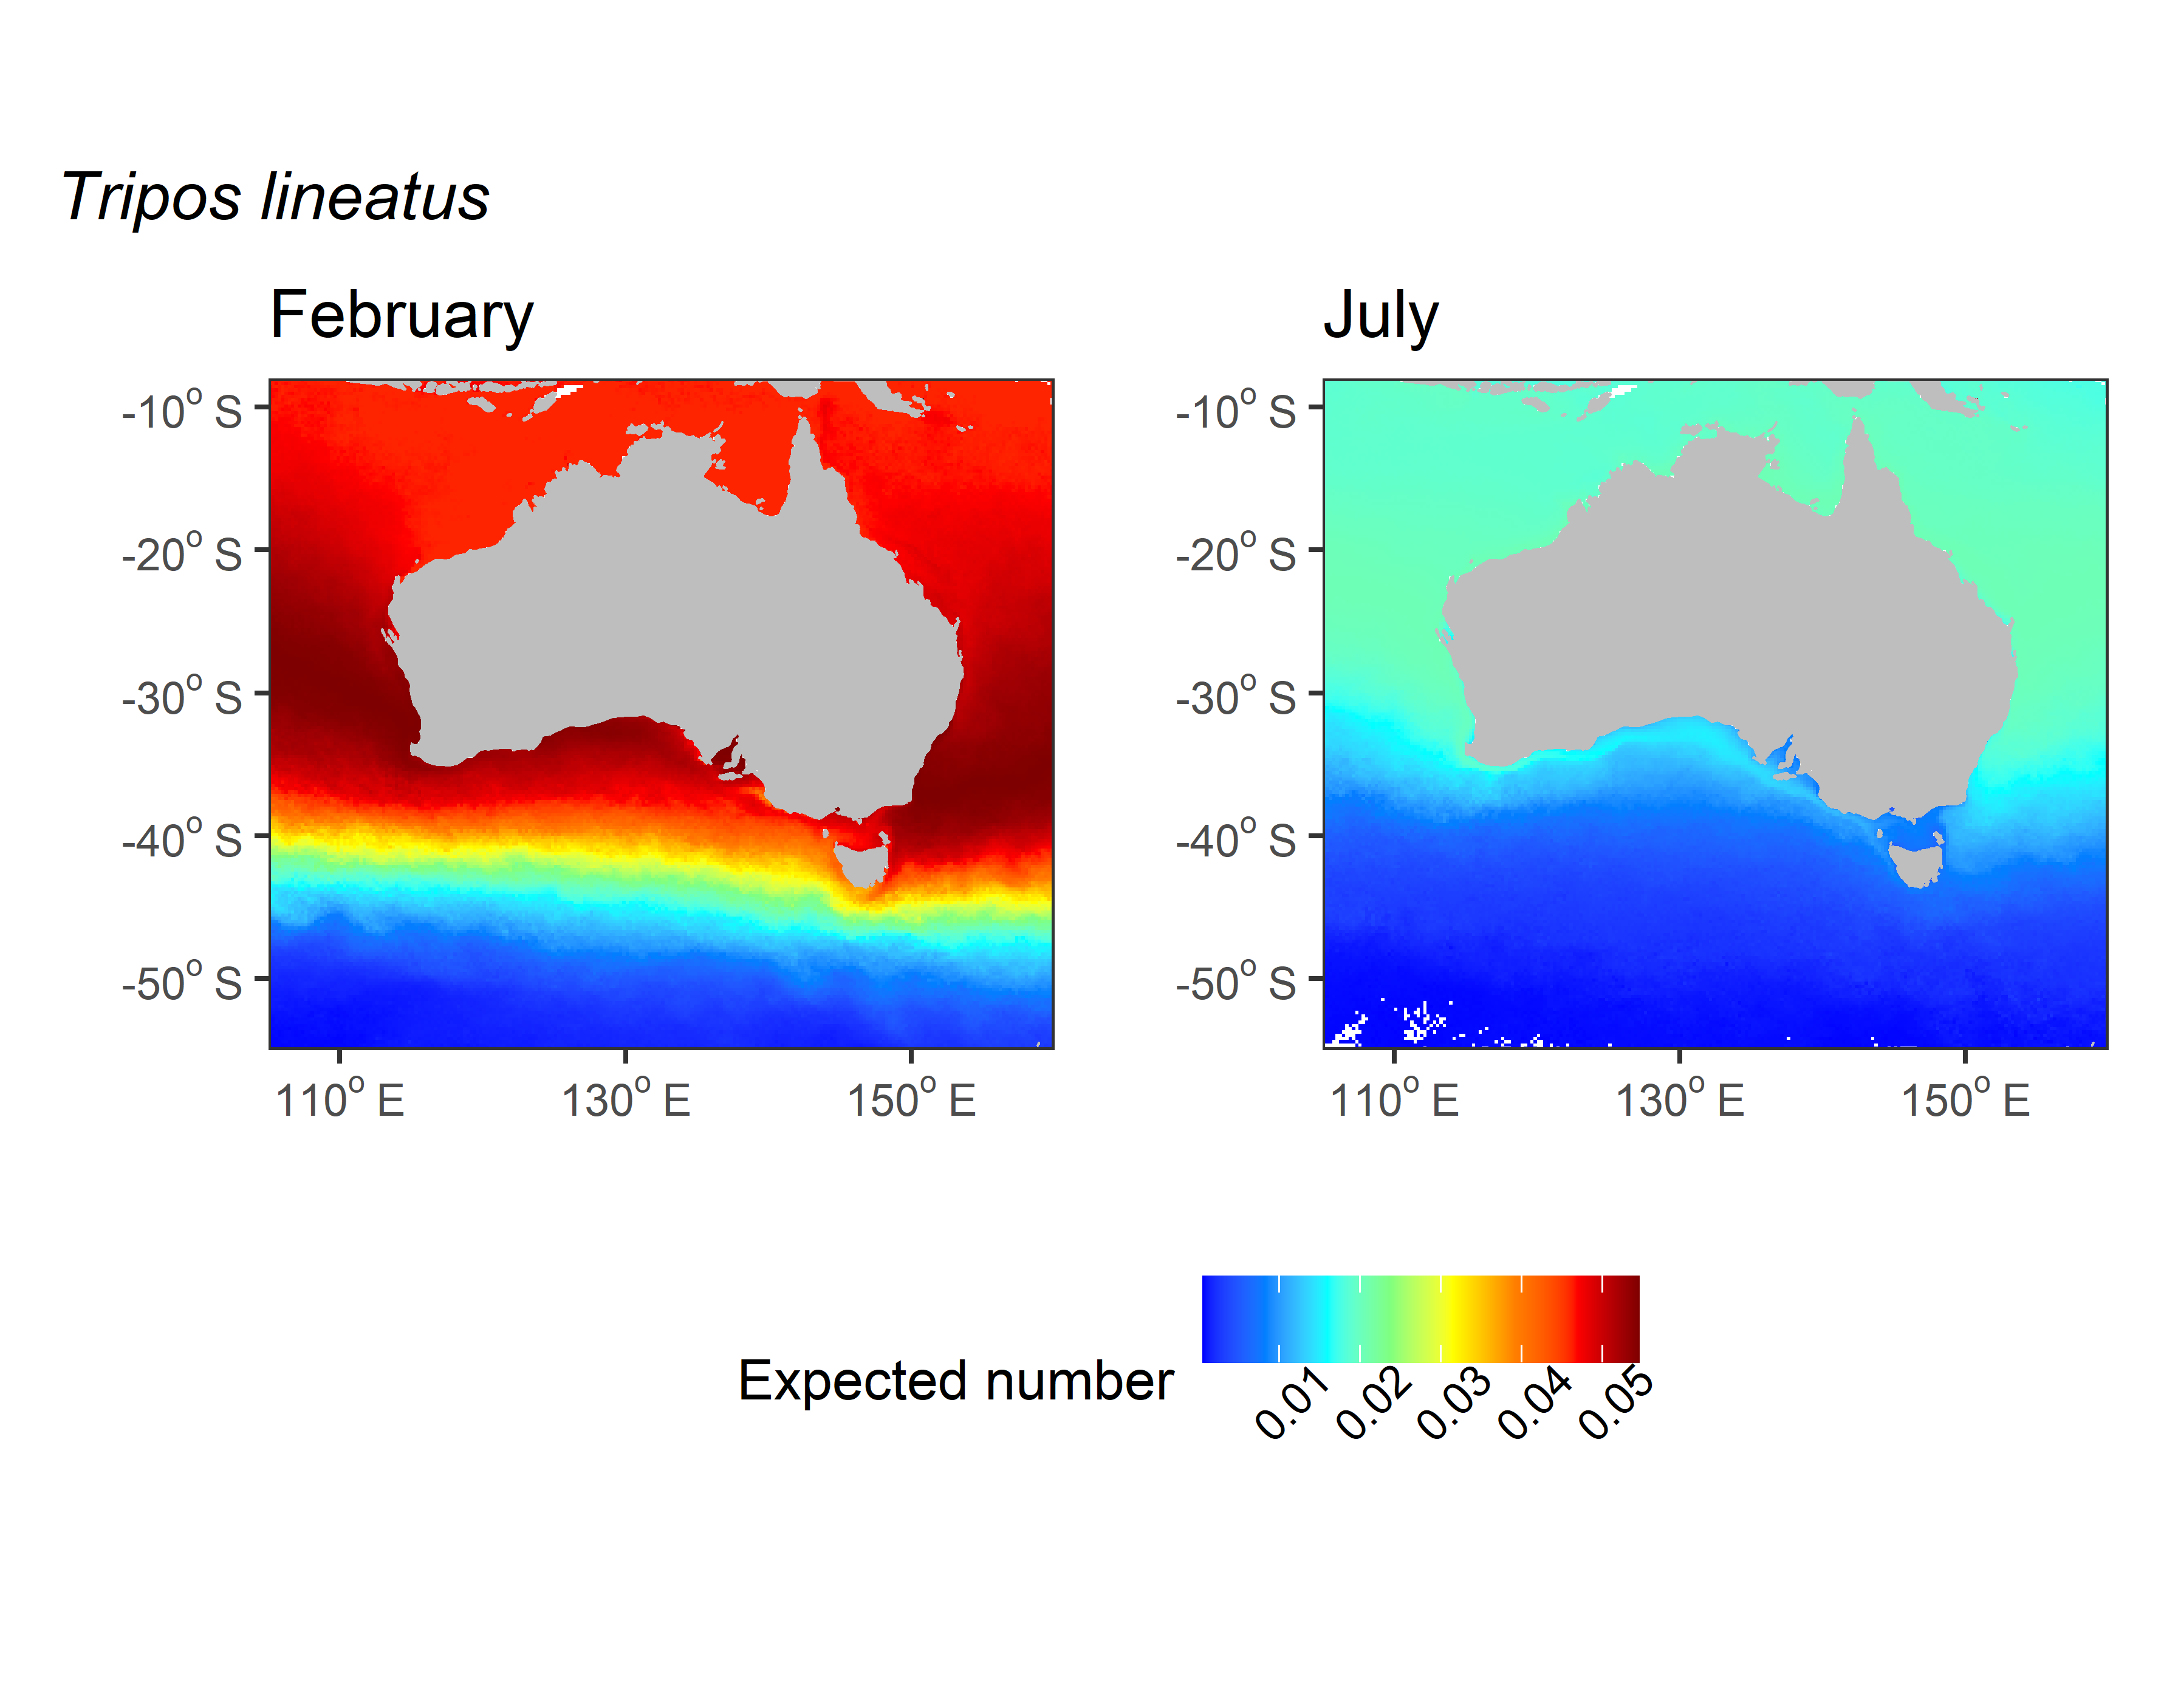 Tripos lineatus
February
July
-10° S
-20° S
-30° S
-40° S
-50° S
110° E
130° E
150° E
-10° S
-20° S
-30° S
-40° S
-50° S
110° E
130° E
150° E
Expected number
0.01
0.02
0.03
0.04
0.05